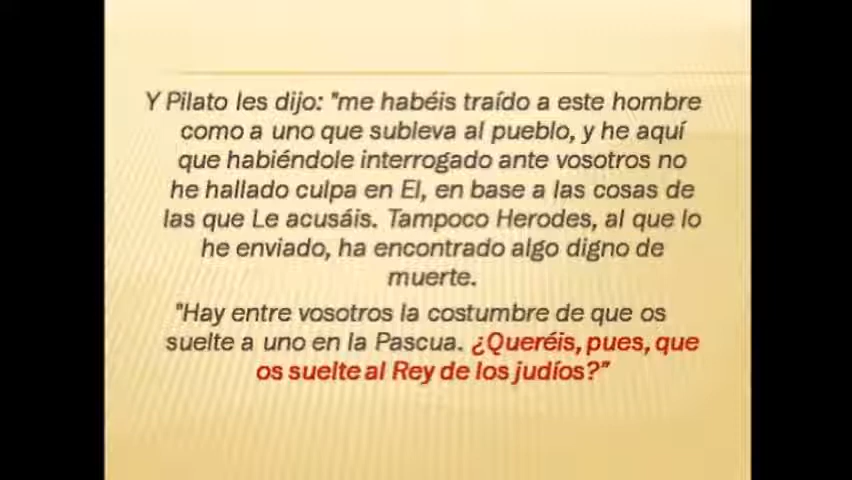 Y Pilato les dijo: "me habéis traído a este hombre
como a uno que subleva al pueblo, y he aquí
que habiéndole interrogado ante vosotros no
he hallado culpa en El, en base a las cosas de
las que Le acusáis. Tampoco Herodes, al que lo
he enviado, ha encontrado algo digno de
muerte.
"Hay entre vosotros la costumbre de que os
suelte a uno en la Pascua. ¿Queréis, pues, que
os suelte al Rey de los judíos?”